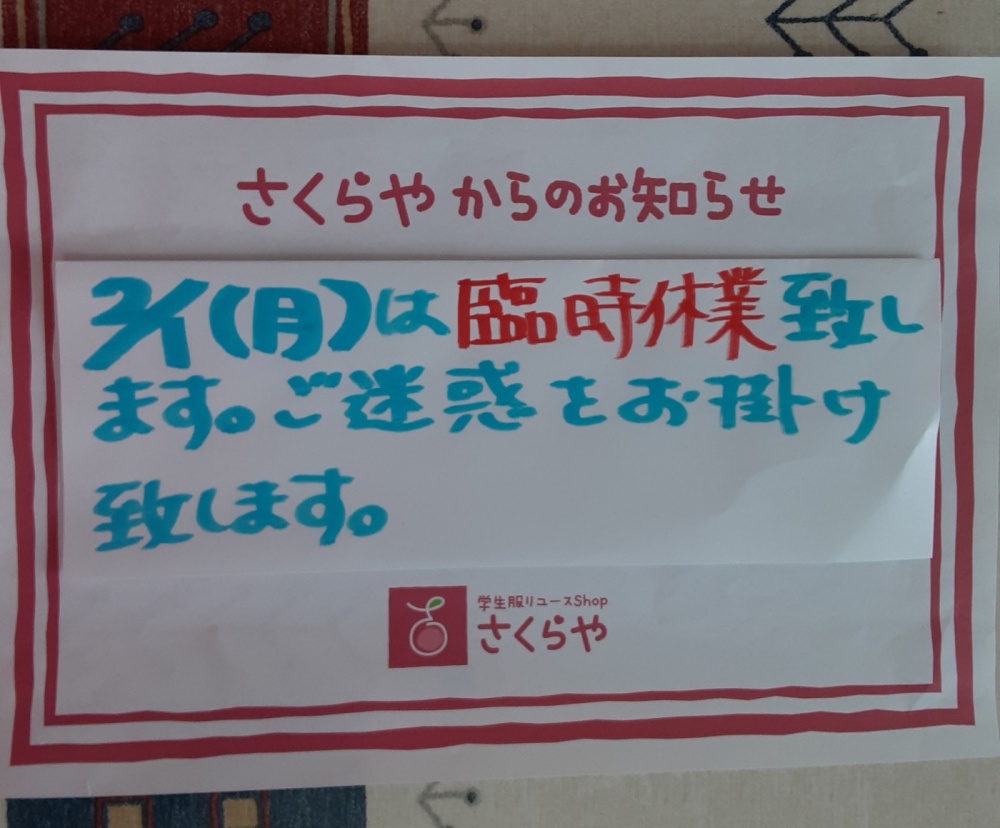 さくらや からのお知らせ
2/1(月)は臨時休業致し
ます。ご迷惑をお掛け
致します。
学生服リユースShop
さくらや